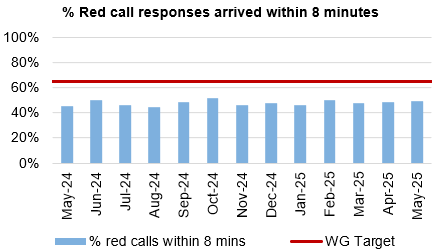 % Red call responses arrived within 8 minutes
100%
80%
60%
40%
20%
0%
May-24
Jun-24
Jul-24
Aug-24
Sep-24
Oct-24
Nov-24
Dec-24
Jan-25
Feb-25
Mar-25
Apr-25
May-25
% red calls within 8 mins
WG Target